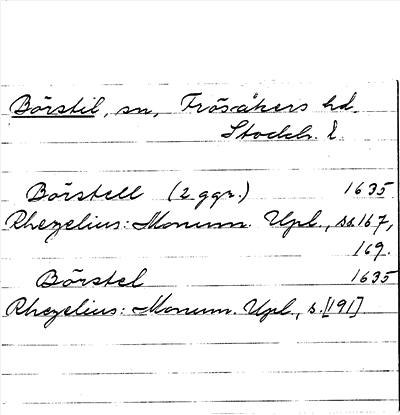 Börstil, sn, Frösåkers hd.
Stockh. l.
Börstell (2 ggr.) 1635
Rhezelius: Monum. Upl., ss. 167,
169.
Börstel 1635
Rhezelius: Monum. Upl., s. [191]